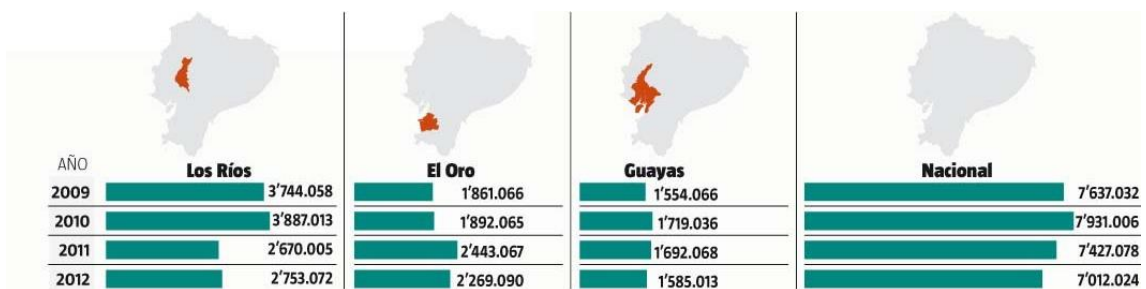 AÑO Los Ríos El Oro Guayas Nacional
2009 3’744.058 1’861.066 1’554.066 7’637.032
2010 3’887.013 1’892.065 1’719.036 7’931.006
2011 2’670.005 2’443.067 1’692.068 7’427.078
2012 2’753.072 2’269.090 1’585.013 7’012.024